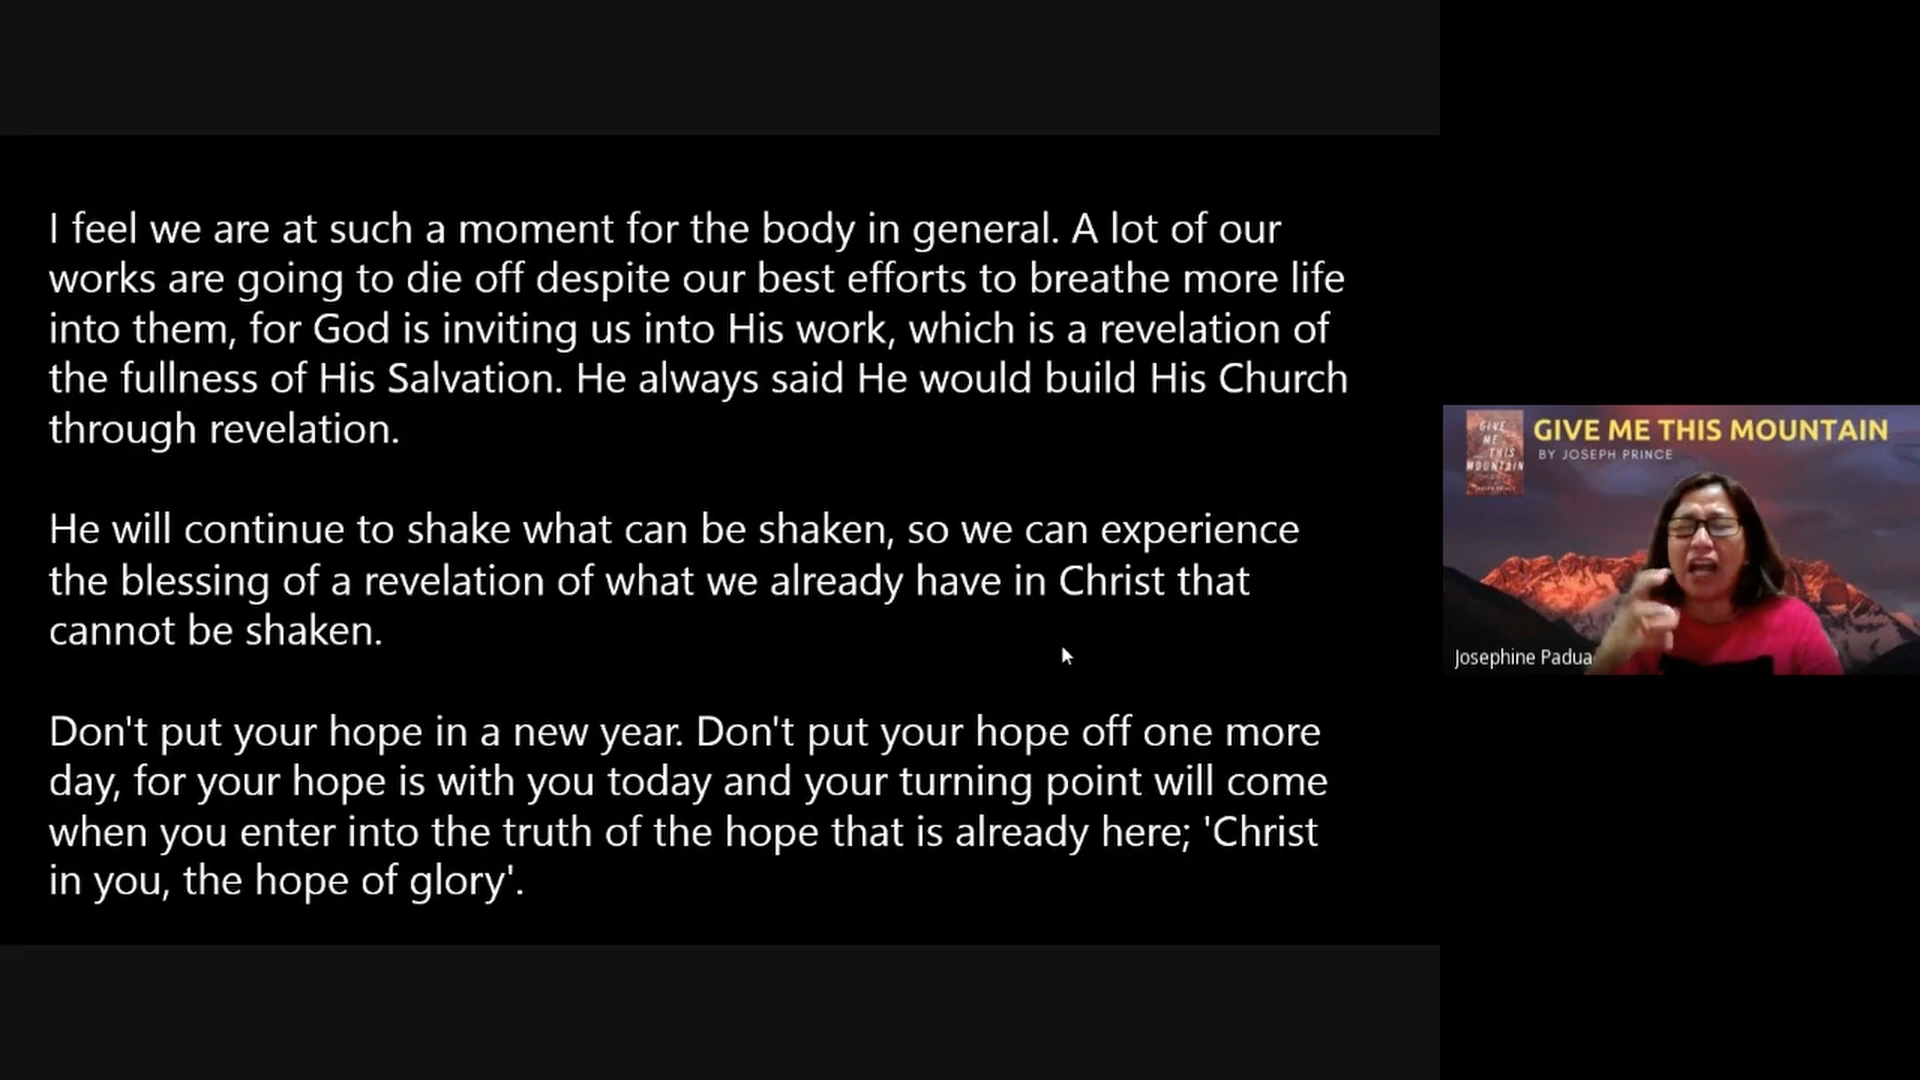 I feel we are at such a moment for the body in general. A lot of our
works are going to die off despite our best efforts to breathe more life
into them, for God is inviting us into His work, which is a revelation of
the fullness of His Salvation. He always said He would build His Church
through revelation.
He will continue to shake what can be shaken, so we can experience
the blessing of a revelation of what we already have in Christ that
cannot be shaken.
Don't put your hope in a new year. Don't put your hope off one more
day, for your hope is with you today and your turning point will come
when you enter into the truth of the hope that is already here; 'Christ
in you, the hope of glory'.
GIVE
ME
THIS
MOUNTAIN
GIVE ME THIS MOUNTAIN
BY JOSEPH PRINCE
Josephine Padua